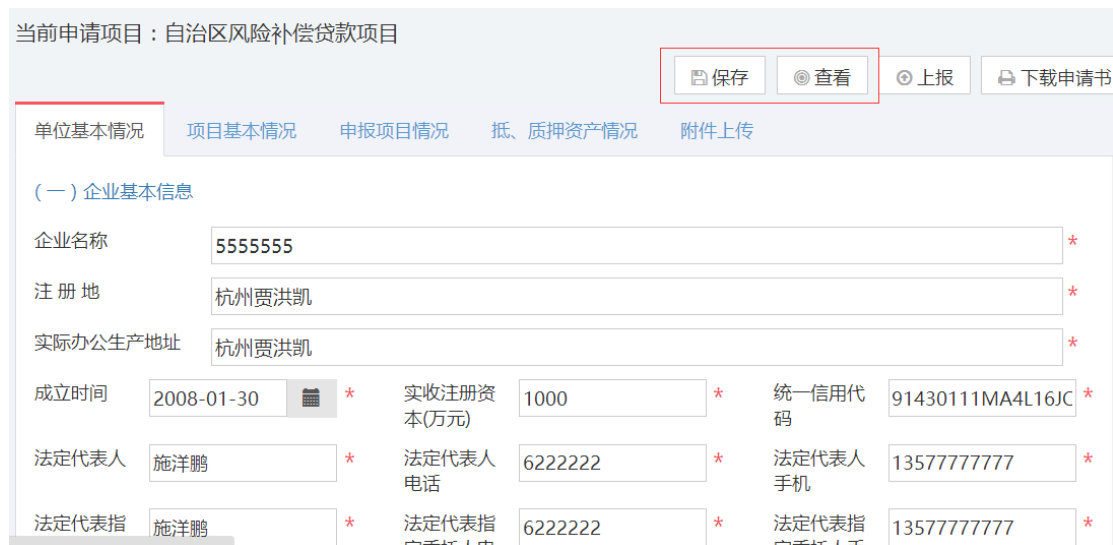 当前申请项目：自治区风险补偿贷款项目
保存 查看 上报 下载申请书
单位基本情况 项目基本情况 申报项目情况 抵、质押资产情况 附件上传
(一)企业基本信息
企业名称 5555555 *
注 册 地 杭州贾洪凯 *
实际办公生产地址 杭州贾洪凯 *
成立时间 2008-01-30 * 实收注册资本(万元) 1000 * 统一信用代码 91430111MA4L16JC *
法定代表人 施洋鹏 * 法定代表人电话 6222222 * 法定代表人手机 13577777777 *
法定代表指 施洋鹏 * 法定代表指 6222222 * 法定代表指 13577777777 *